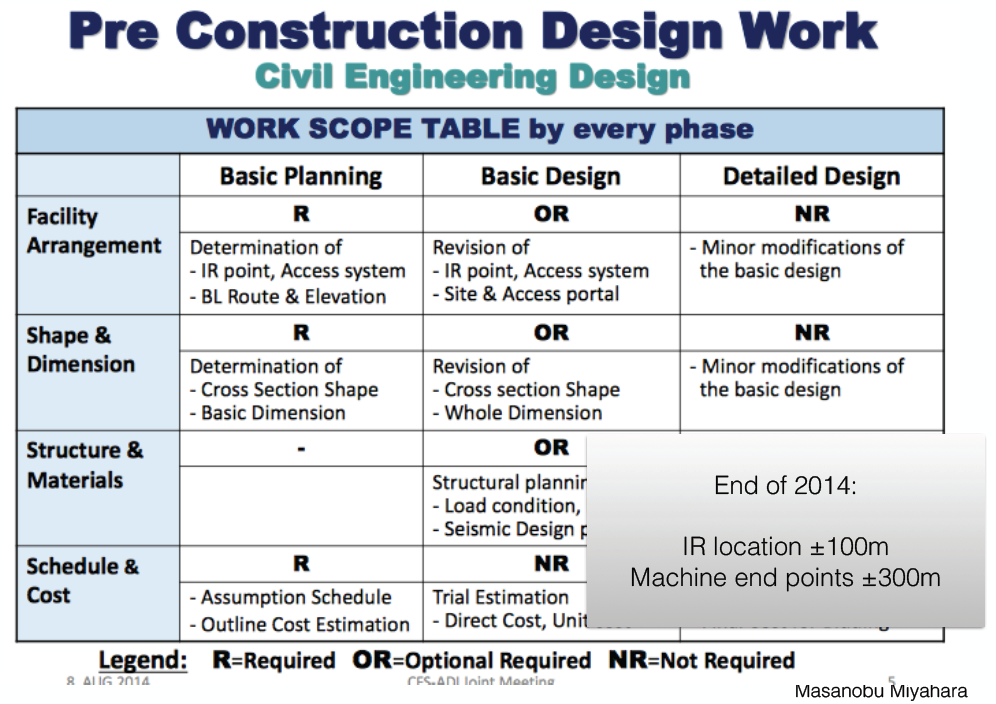 Pre Construction Design Work
Civil Engineering Design
WORK SCOPE TABLE by every phase
Basic Planning Basic Design Detailed Design
Facility Arrangement
R OR NR
Determination of
- IR point, Access system
- BL Route & Elevation
Revision of
- IR point, Access system
- Site & Access portal
- Minor modifications of
the basic design
Shape &
Dimension
R OR NR
Determination of
- Cross Section Shape
- Basic Dimension
Revision of
- Cross section Shape
- Whole Dimension
- Minor modifications of
the basic design
Structure &
Materials
- OR
Structural
- Load condition,
- Seismic Design
Schedule &
Cost
R NR
- Assumption Schedule
- Outline Cost Estimation
Trial Estimation
- Direct Cost,
End of 2014:
IR location ±100m
Machine end points ±300m
Legend: R=Required OR=Optional Required NR=Not Required
8 AUG 2014 CFS-ADI Joint Meeting 5
Masanobu Miyahara